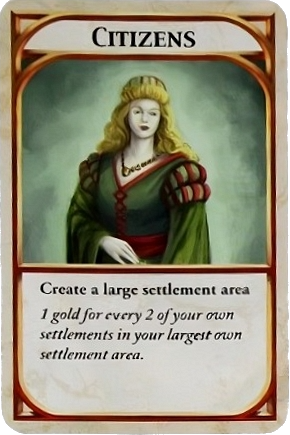 CITIZENS
Create a large settlement area
1 gold for every 2 of your own
settlements in your largest own
settlement area.